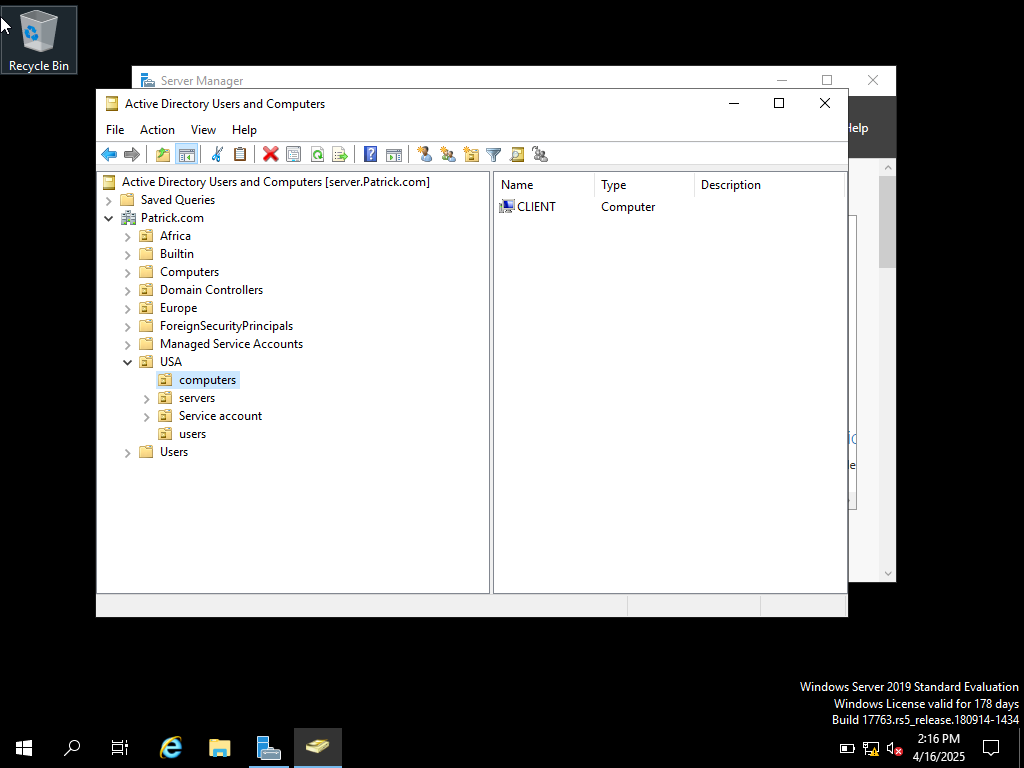 Recycle Bin
Server Manager
Active Directory Users and Computers
File Action View Help
Help
Active Directory Users and Computers [server.Patrick.com]
Saved Queries
Patrick.com
Africa
Builtin
Computers
Domain Controllers
Europe
ForeignSecurityPrincipals
Managed Service Accounts
USA
computers
servers
Service account
users
Users
Name Type Description
CLIENT Computer
Windows Server 2019 Standard Evaluation
Windows License valid for 178 days
Build 17763.rs5_release.180914-1434
2:16 PM
4/16/2025